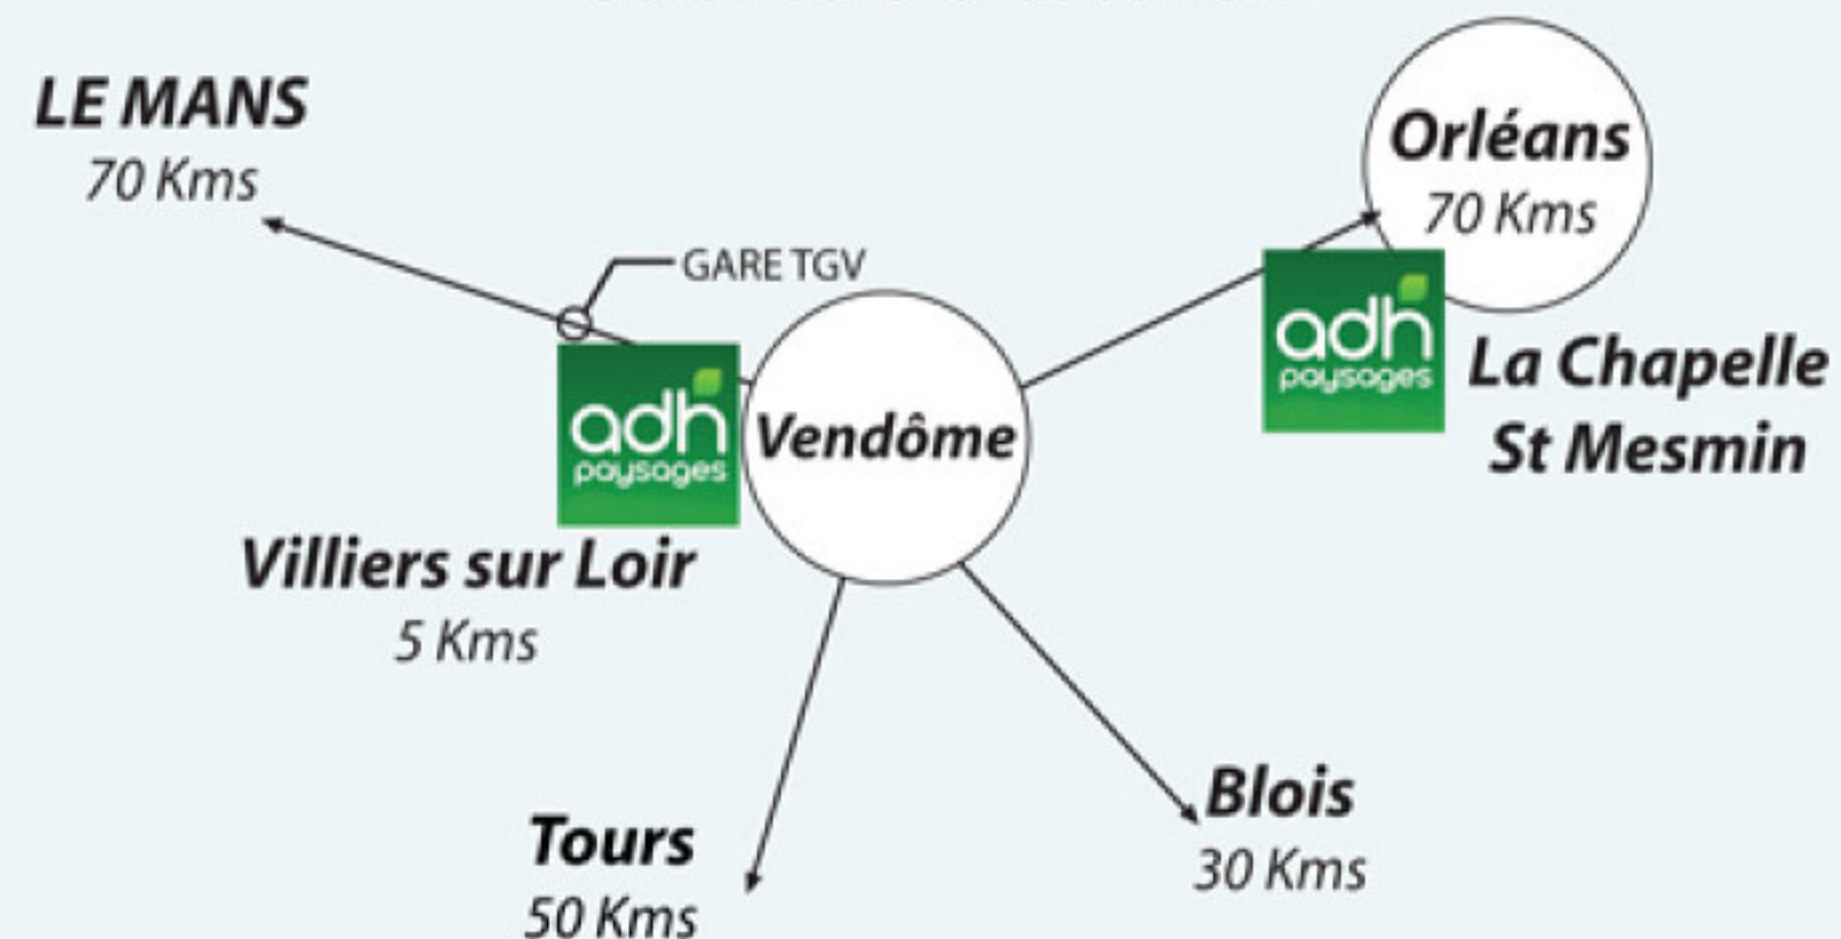 LE MANS
70 Kms
GARE TGV
Orléans
70 Kms
adh
paysages
La Chapelle
St Mesmin
adh
paysages
Vendôme
Villiers sur Loir
5 Kms
Tours
50 Kms
Blois
30 Kms